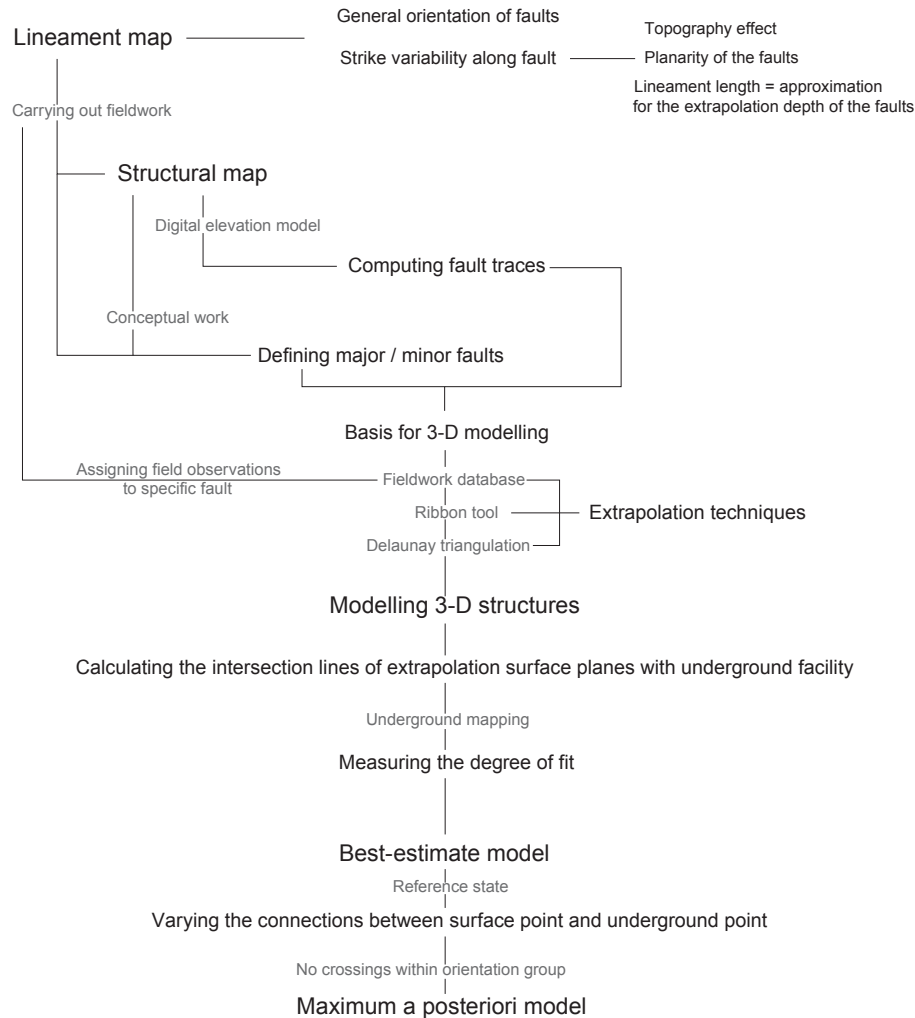 General orientation of faults
Lineament map
Strike variability along fault
Topography effect
Planarity of the faults
Lineament length = approximation
for the extrapolation depth of the faults
Carrying out fieldwork
Structural map
Digital elevation model
Computing fault traces
Conceptual work
Defining major / minor faults
Basis for 3-D modelling
Assigning field observations
to specific fault
Fieldwork database
Ribbon tool
Extrapolation techniques
Delaunay triangulation
Modelling 3-D structures
Calculating the intersection lines of extrapolation surface planes with underground facility
Underground mapping
Measuring the degree of fit
Best-estimate model
Reference state
Varying the connections between surface point and underground point
No crossings within orientation group
Maximum a posteriori model